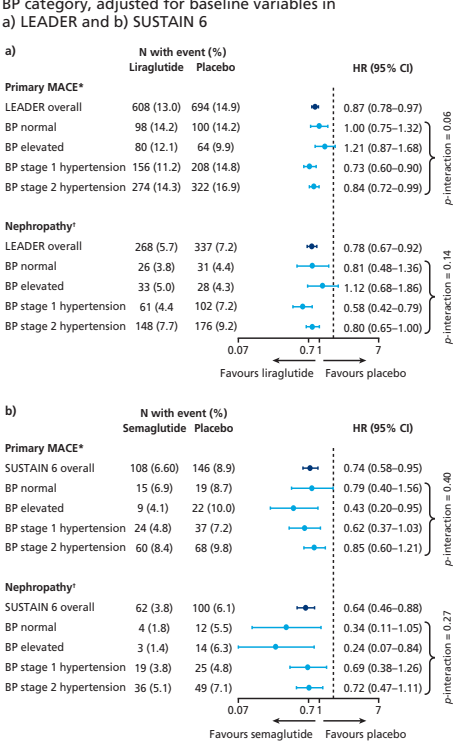 BP category, adjusted for baseline variables in
a) LEADER and b) SUSTAIN 6
a)
N with event (%)
Liraglutide Placebo HR (95% CI)
Primary MACE*
LEADER overall 608 (13.0) 694 (14.9) 0.87 (0.78–0.97)
BP normal 98 (14.2) 100 (14.2) 1.00 (0.75–1.32)
BP elevated 80 (12.1) 64 (9.9) 1.21 (0.87–1.68)
BP stage 1 hypertension 156 (11.2) 208 (14.8) 0.73 (0.60–0.90)
BP stage 2 hypertension 274 (14.3) 322 (16.9) 0.84 (0.72–0.99)
p-interaction = 0.06
Nephropathy†
LEADER overall 268 (5.7) 337 (7.2) 0.78 (0.67–0.92)
BP normal 26 (3.8) 31 (4.4) 0.81 (0.48–1.36)
BP elevated 33 (5.0) 28 (4.3) 1.12 (0.68–1.86)
BP stage 1 hypertension 61 (4.4 102 (7.2) 0.58 (0.42–0.79)
BP stage 2 hypertension 148 (7.7) 176 (9.2) 0.80 (0.65–1.00)
p-interaction = 0.14
0.07 0.7 1 7
Favours liraglutide Favours placebo
b)
N with event (%)
Semaglutide Placebo HR (95% CI)
Primary MACE*
SUSTAIN 6 overall 108 (6.60) 146 (8.9) 0.74 (0.58–0.95)
BP normal 15 (6.9) 19 (8.7) 0.79 (0.40–1.56)
BP elevated 9 (4.1) 22 (10.0) 0.43 (0.20–0.95)
BP stage 1 hypertension 24 (4.8) 37 (7.2) 0.62 (0.37–1.03)
BP stage 2 hypertension 60 (8.4) 68 (9.8) 0.85 (0.60–1.21)
p-interaction = 0.40
Nephropathy†
SUSTAIN 6 overall 62 (3.8) 100 (6.1) 0.64 (0.46–0.88)
BP normal 4 (1.8) 12 (5.5) 0.34 (0.11–1.05)
BP elevated 3 (1.4) 14 (6.3) 0.24 (0.07–0.84)
BP stage 1 hypertension 19 (3.8) 25 (4.8) 0.69 (0.38–1.26)
BP stage 2 hypertension 36 (5.1) 49 (7.1) 0.72 (0.47–1.11)
p-interaction = 0.27
0.07 0.7 1 7
Favours semaglutide Favours placebo